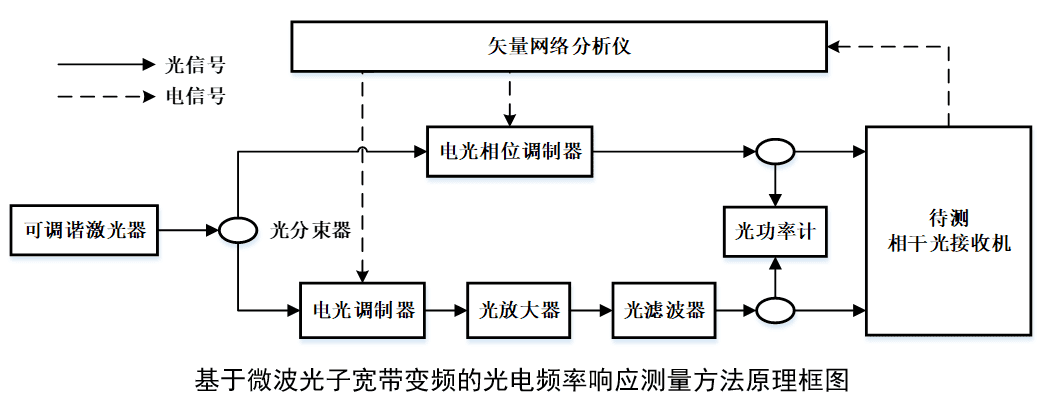 矢量网络分析仪
光信号
电信号
电光相位调制器
可调谐激光器
光分束器
光功率计
待测
相干光接收机
电光调制器
光放大器
光滤波器
基于微波光子宽带变频的光电频率响应测量方法原理框图